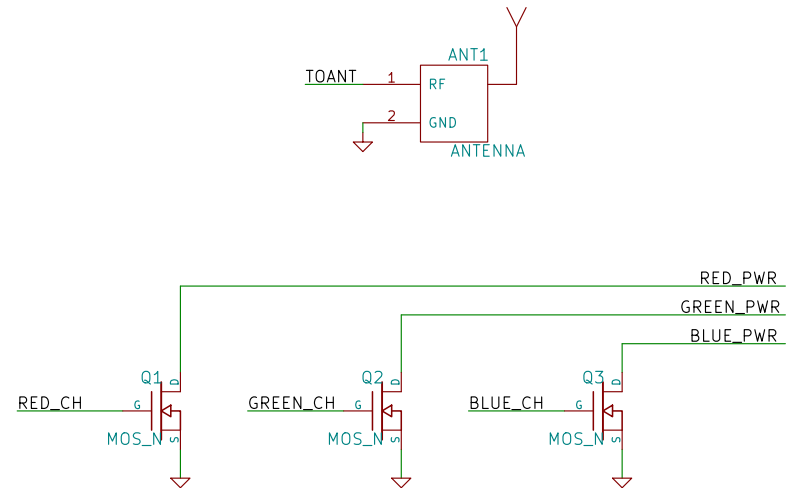 ANT1
TOANT
1
RF
2
GND
ANTENNA
RED_PWR
GREEN_PWR
BLUE_PWR
Q1
D
G
RED_CH
MOS_N
S
Q2
D
G
GREEN_CH
MOS_N
S
Q3
D
G
BLUE_CH
MOS_N
S